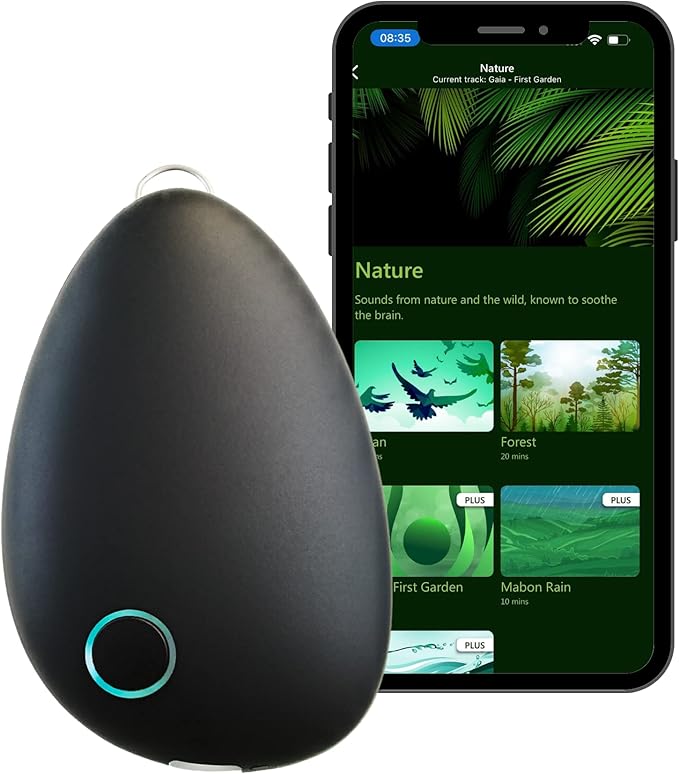 08:35
Nature
Current track: Gaia - First Garden
Nature
Sounds from nature and the wild, known to soothe
the brain.
Forest
20 mins
PLUS
PLUS
First Garden
Mabon Rain
10 mins
PLUS